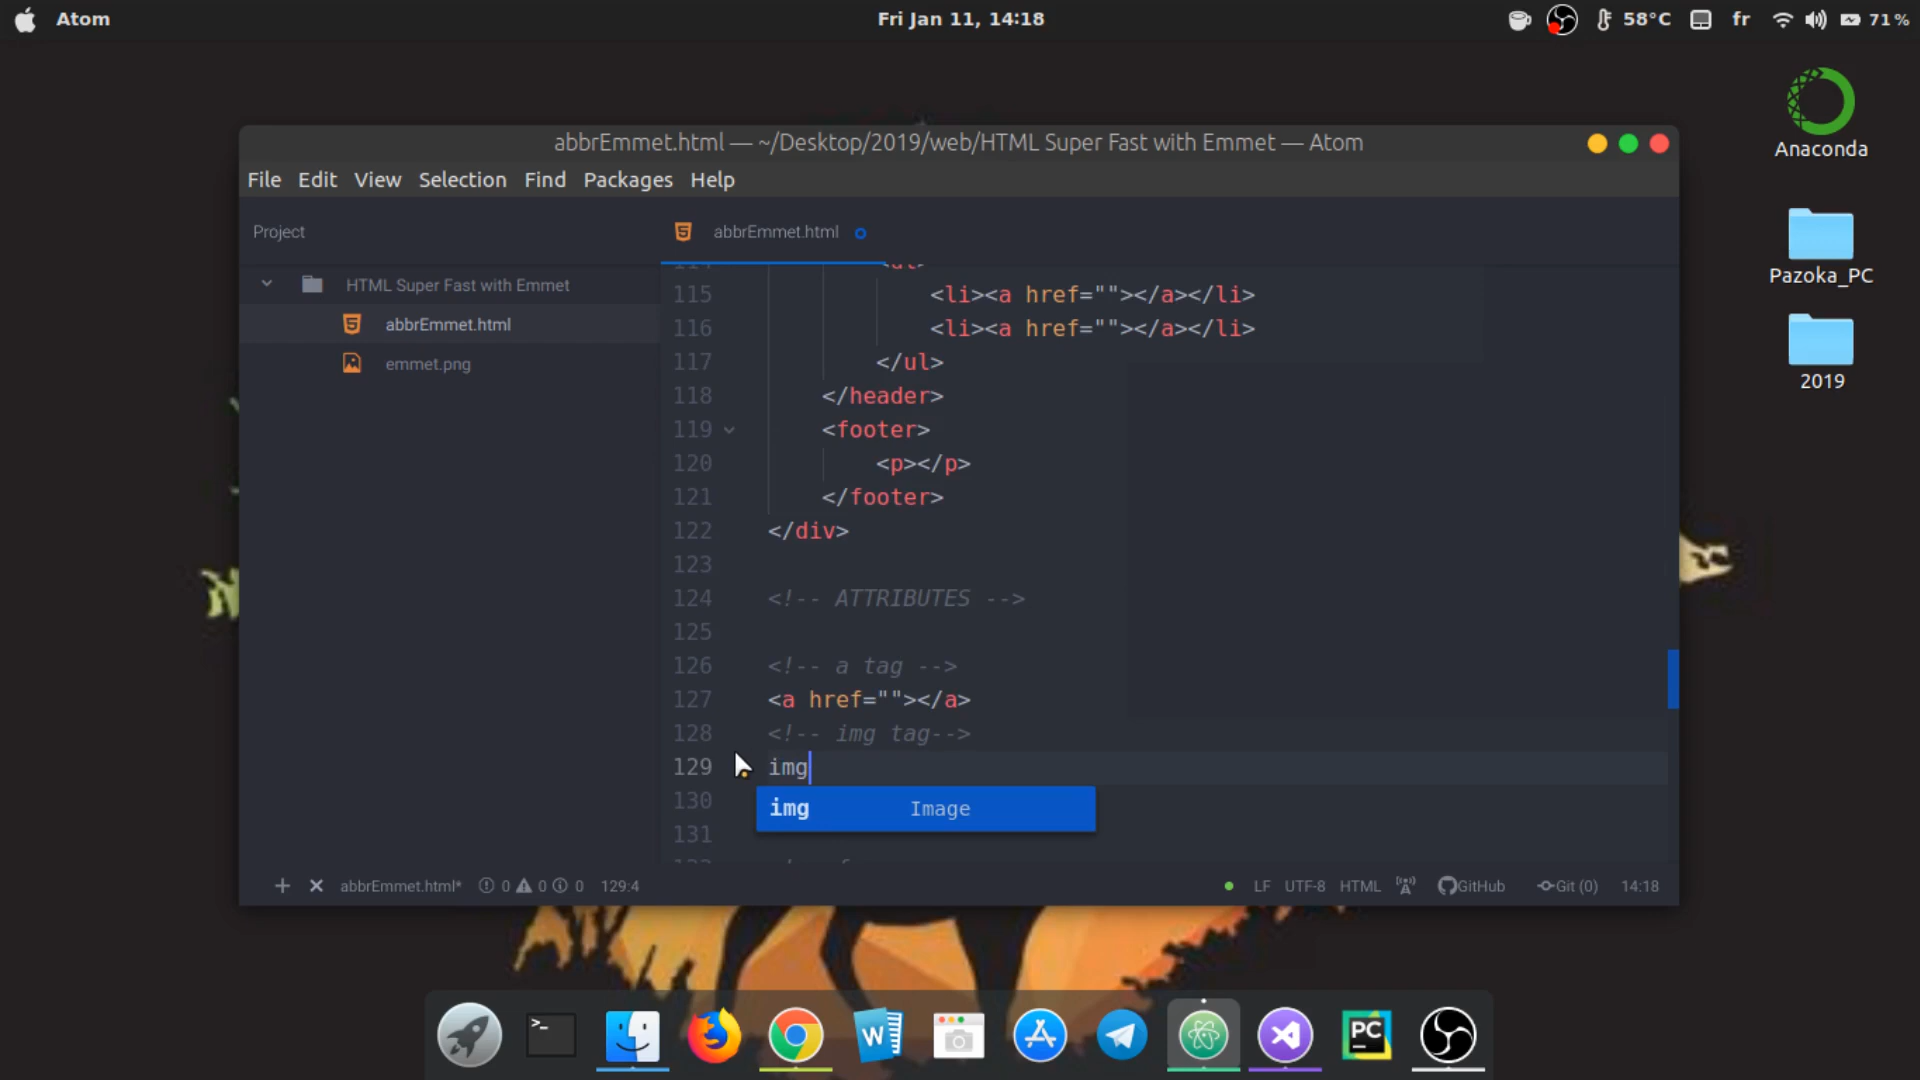 Atom
Fri Jan 11, 14:18
58°C fr 71%
Anaconda
Pazoka_PC
2019
abbrEmmet.html — ~/Desktop/2019/web/HTML Super Fast with Emmet — Atom
File Edit View Selection Find Packages Help
Project
HTML Super Fast with Emmet
abbrEmmet.html
emmet.png
abbrEmmet.html
115 <li><a href=""></a></li>
116 <li><a href=""></a></li>
117 </ul>
118 </header>
119 <footer>
120 <p></p>
121 </footer>
122 </div>
123
124 <!-- ATTRIBUTES -->
125
126 <!-- a tag -->
127 <a href=""></a>
128 <!-- img tag-->
129 img
img Image
130
131
abbrEmmet.html* 0 0 0 129:4
LF UTF-8 HTML GitHub Git (0) 14:18
>_
W
PC